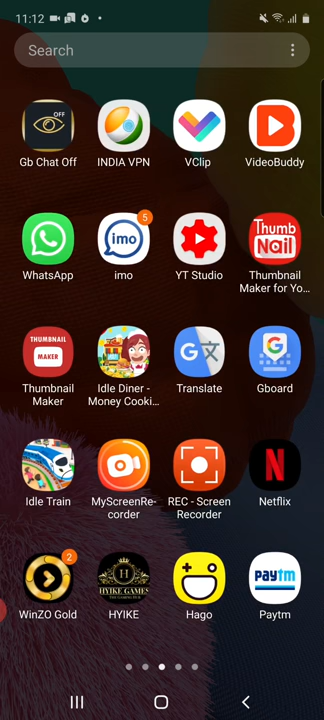 11:12
Search
OFF
Gb Chat Off
INDIA VPN
VClip
VideoBuddy
imo
5
Thumb
Nail
WhatsApp
imo
YT Studio
Thumbnail
Maker for Yo...
THUMBNAIL
MAKER
G
文
G
Thumbnail
Maker
Idle Diner -
Money Cooki...
Translate
Gboard
N
Idle Train
MyScreenRe-
corder
REC - Screen
Recorder
Netflix
2
H
HYIKE GAMES
paytm
WinZO Gold
HYIKE
Hago
Paytm